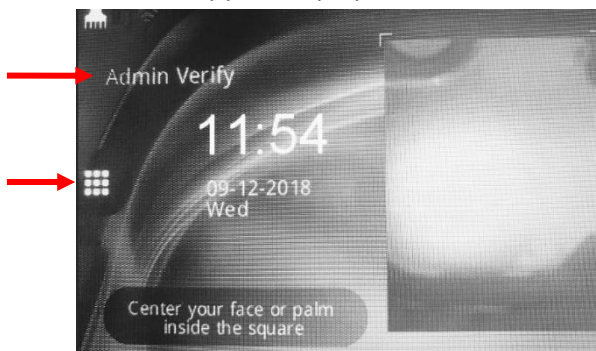 Admin Verify
11:54
09-12-2018
Wed
Center your face or palm
inside the square